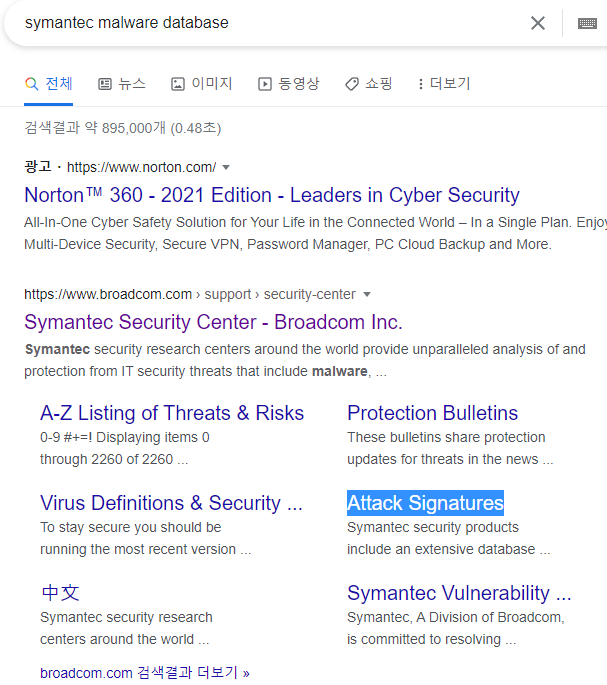 symantec malware database
전체 뉴스 이미지 동영상 쇼핑 더보기
검색결과 약 895,000개 (0.48초)
광고 · https://www.norton.com/
Norton™ 360 - 2021 Edition - Leaders in Cyber Security
All-In-One Cyber Safety Solution for Your Life in the Connected World – In a Single Plan. Enjoy
Multi-Device Security, Secure VPN, Password Manager, PC Cloud Backup and More.
https://www.broadcom.com › support › security-center
Symantec Security Center - Broadcom Inc.
Symantec security research centers around the world provide unparalleled analysis of and
protection from IT security threats that include malware, ...
A-Z Listing of Threats & Risks
0-9 #+=! Displaying items 0
through 2260 of 2260 ...
Protection Bulletins
These bulletins share protection
updates for threats in the news ...
Virus Definitions & Security ...
To stay secure you should be
running the most recent version ...
Attack Signatures
Symantec security products
include an extensive database ...
中文
Symantec security research
centers around the world ...
Symantec Vulnerability ...
Symantec, A Division of Broadcom,
is committed to resolving ...
broadcom.com 검색결과 더보기 »